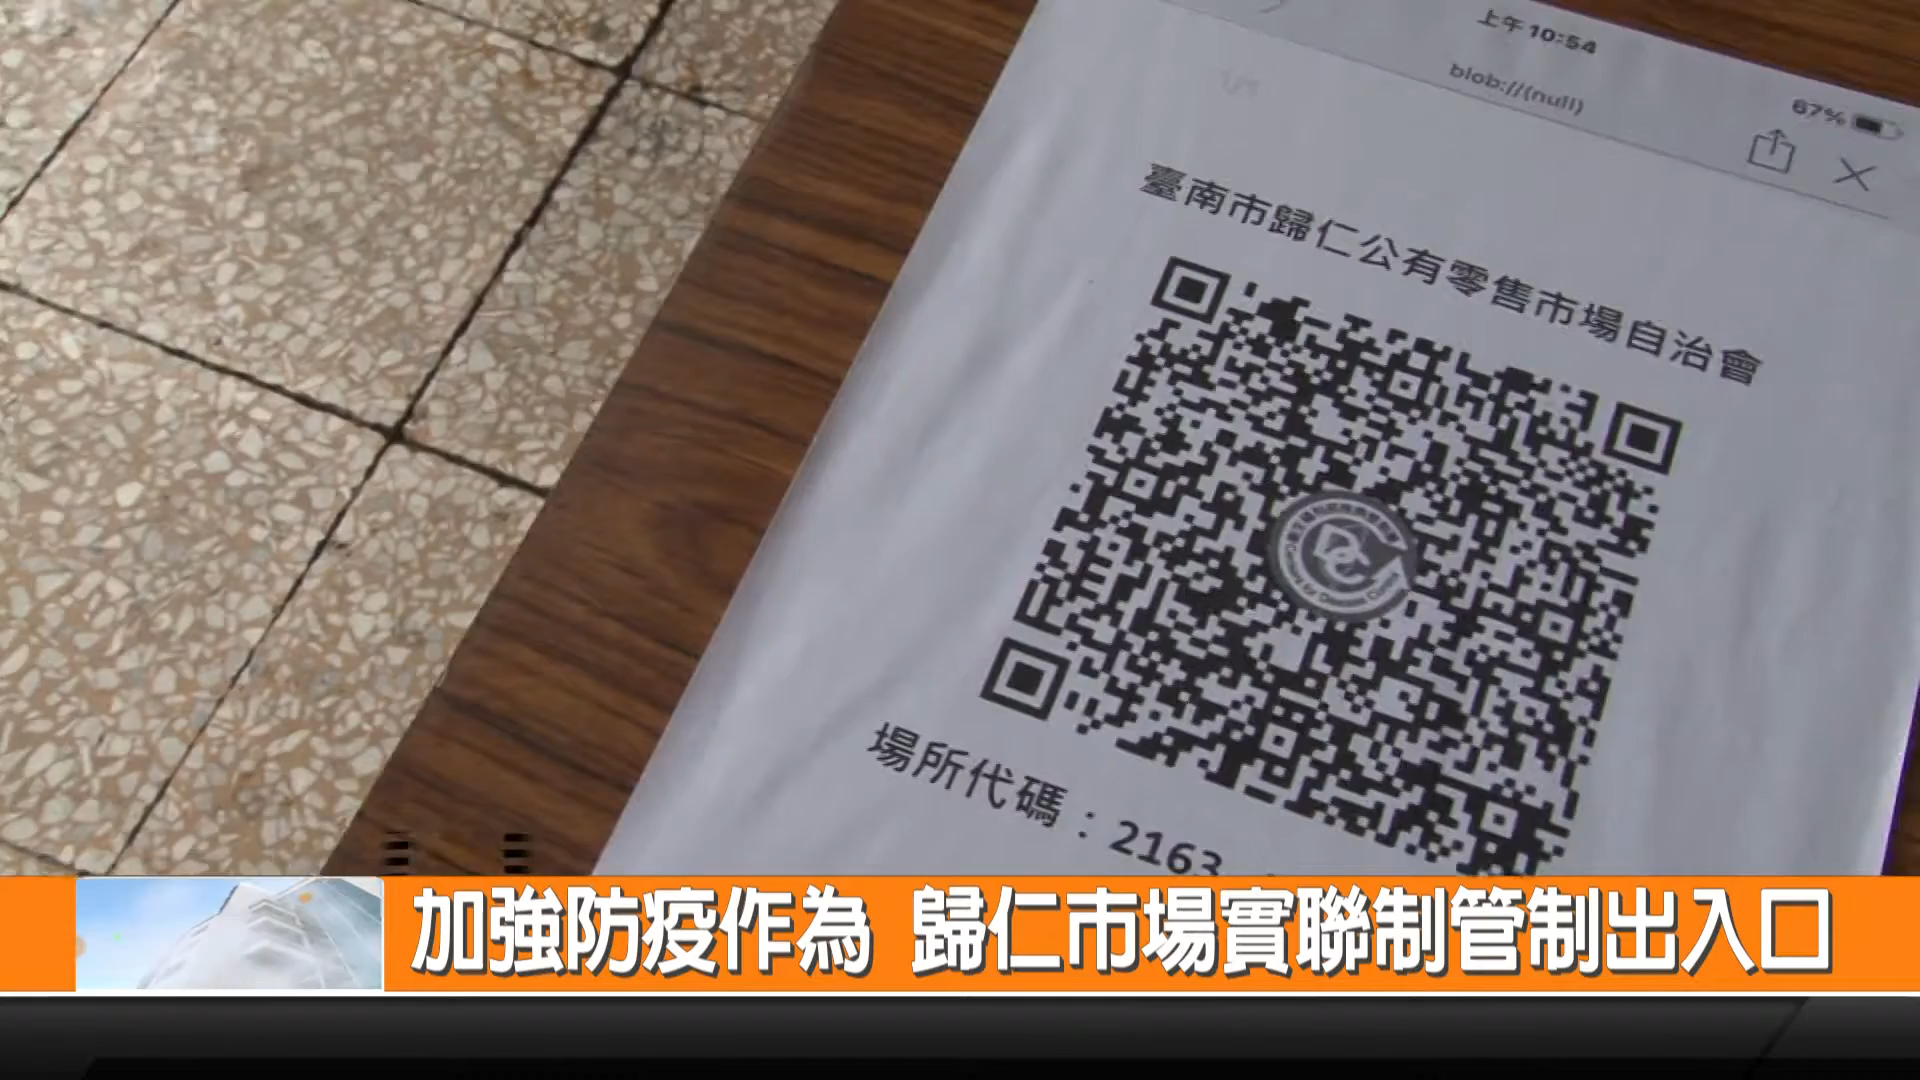 上午10:54
blob://(null)
67%
臺南市歸仁公有零售市場自治會
場所代碼：2163
加強防疫作為 歸仁市場實聯制管制出入口